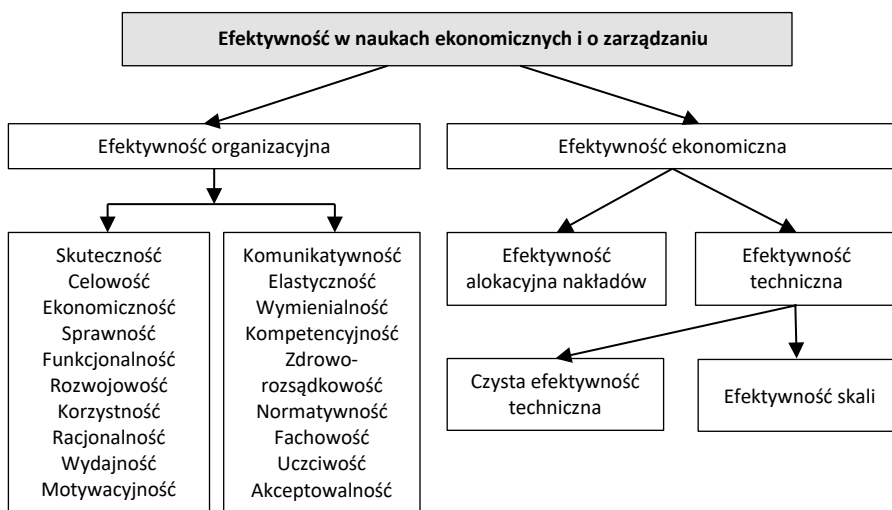 Efektywność w naukach ekonomicznych i o zarządzaniu
Efektywność organizacyjna
Efektywność ekonomiczna
Skuteczność
Celowość
Ekonomiczność
Sprawność
Funkcjonalność
Rozwojowość
Korzystność
Racjonalność
Wydajność
Motywacyjność
Komunikatywność
Elastyczność
Wymienialność
Kompetencyjność
Zdrowo-
rozsądkowość
Normatywność
Fachowość
Uczciwość
Akceptowalność
Efektywność
alokacyjna nakładów
Efektywność
techniczna
Czysta efektywność
techniczna
Efektywność skali